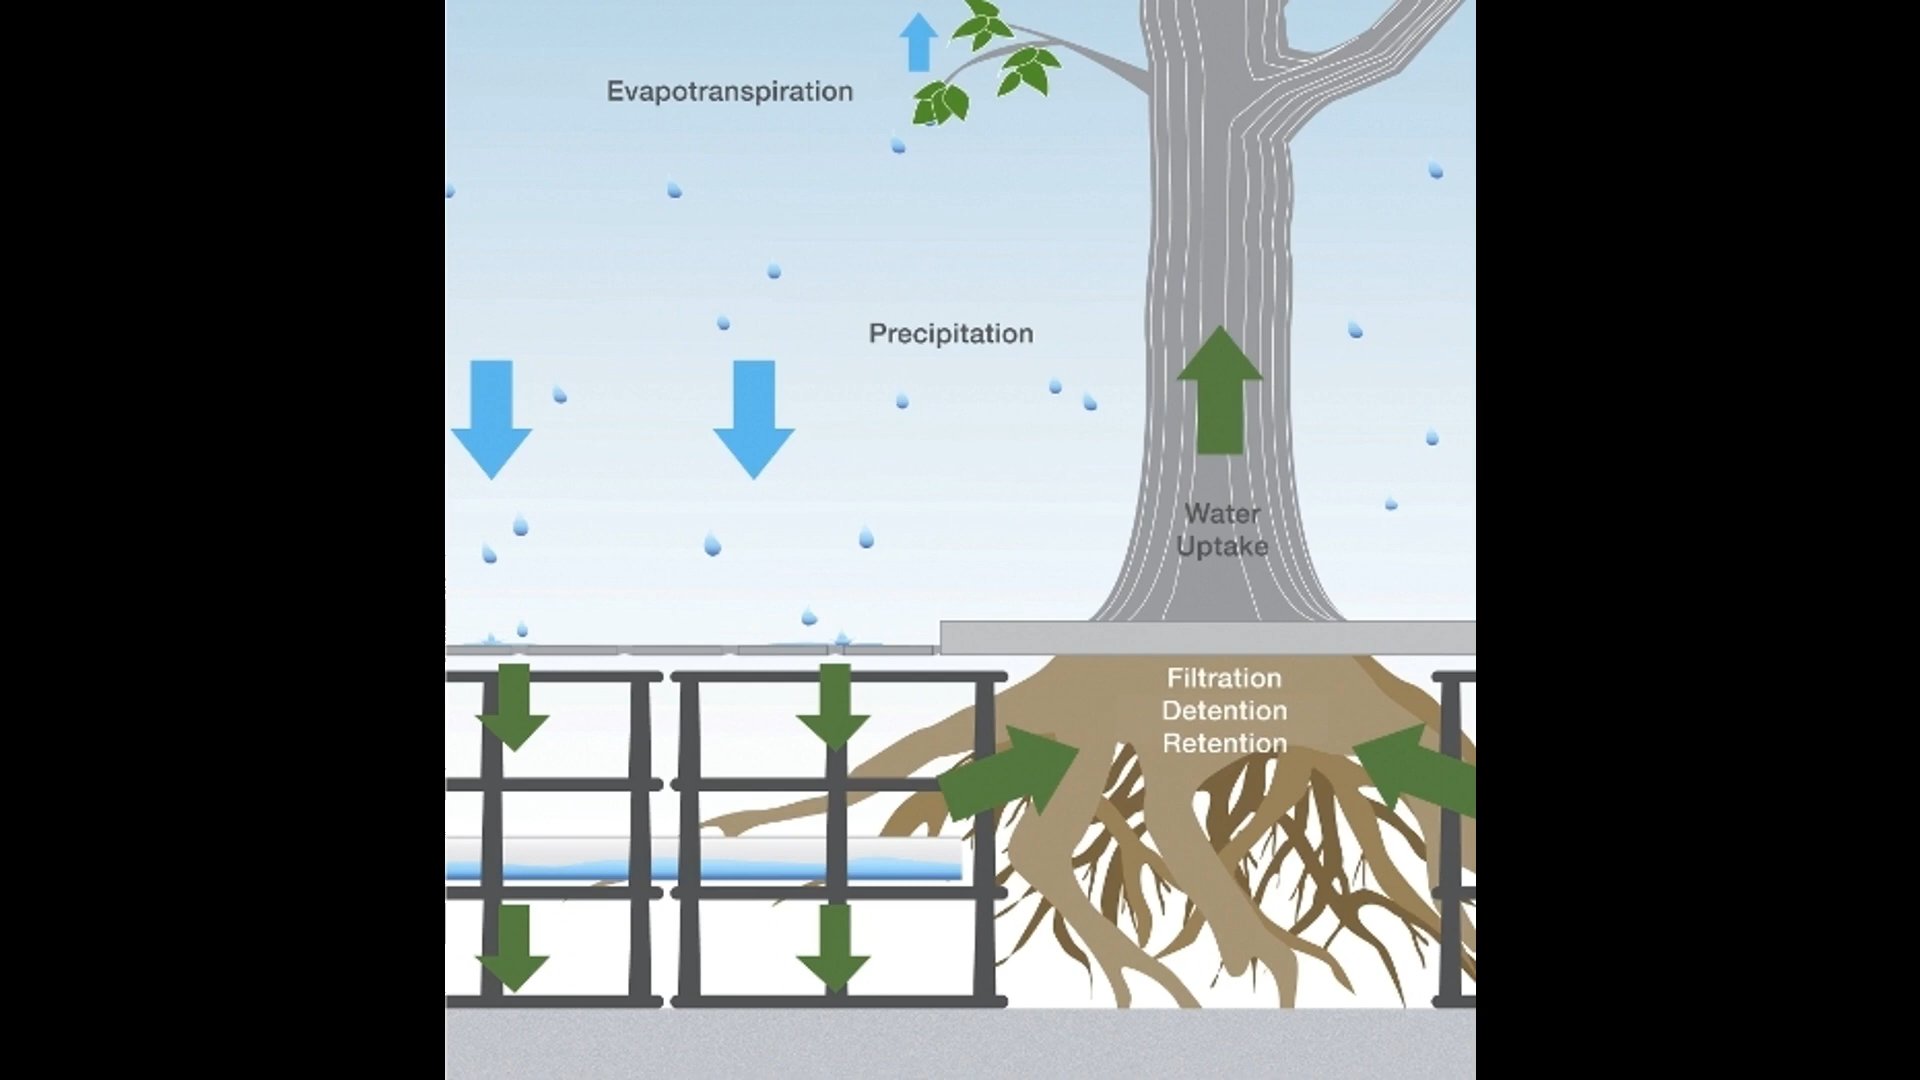 Evapotranspiration
Precipitation
Water
Uptake
Filtration
Detention
Retention